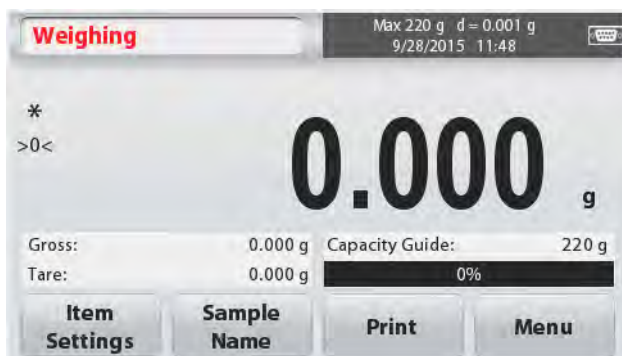 Weighing
Max 220 g d = 0.001 g
9/28/2015 11:48
*
>0<
0.000 g
Gross: 0.000 g
Capacity Guide: 220 g
Tare: 0.000 g
0%
Item Settings
Sample Name
Print
Menu